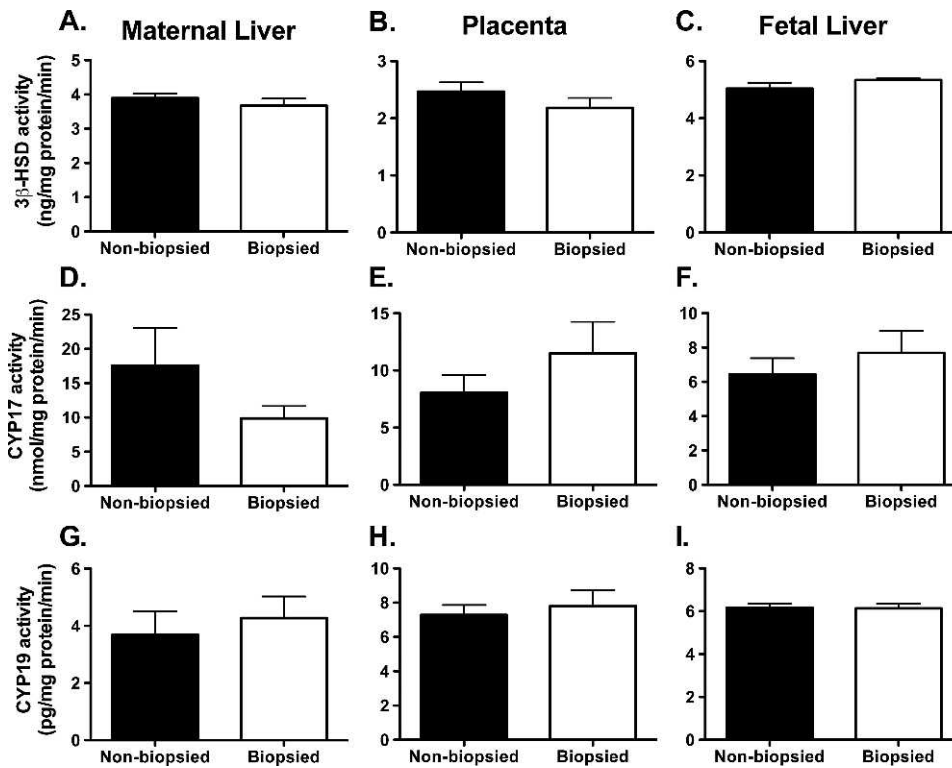 A. Maternal Liver
B. Placenta
C. Fetal Liver
3β-HSD activity
(ng/mg protein/min)
5
4
3
2
1
0
Non-biopsied Biopsied
3
2
1
0
Non-biopsied Biopsied
6
4
2
0
Non-biopsied Biopsied
D.
E.
F.
CYP17 activity
(nmol/mg protein/min)
25
20
15
10
5
0
Non-biopsied Biopsied
15
10
5
0
Non-biopsied Biopsied
10
8
6
4
2
0
Non-biopsied Biopsied
G.
H.
I.
CYP19 activity
(pg/mg protein/min)
6
4
2
0
Non-biopsied Biopsied
10
8
6
4
2
0
Non-biopsied Biopsied
8
6
4
2
0
Non-biopsied Biopsied